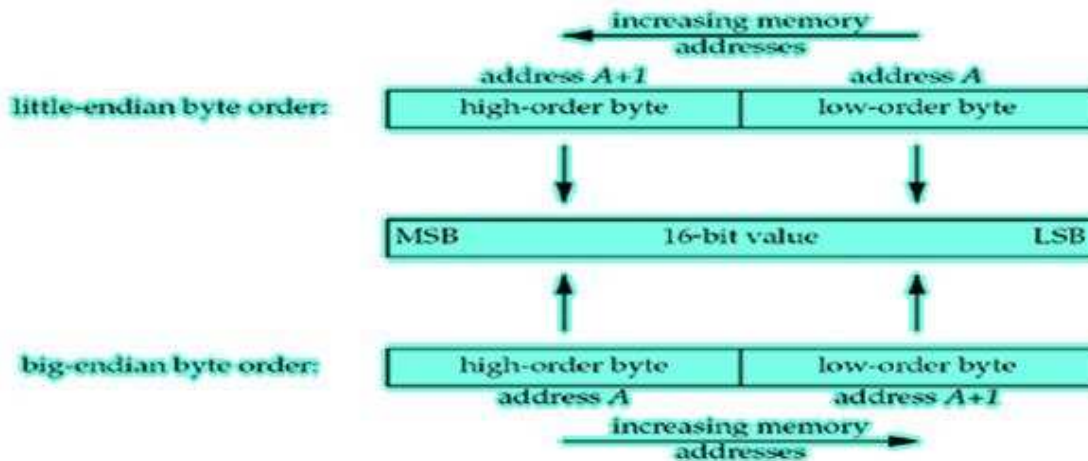 increasing memory
addresses
address A+1 address A
little-endian byte order: high-order byte low-order byte
MSB 16-bit value LSB
big-endian byte order: high-order byte low-order byte
address A address A+1
increasing memory
addresses